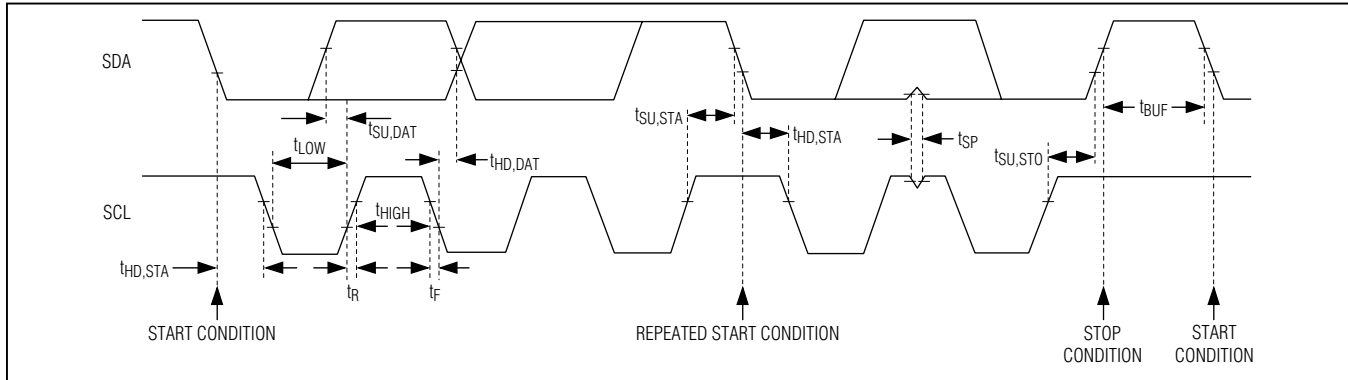 SDA
tSU,DAT
tLOW
tHD,DAT
tSU,STA
tHD,STA
tSP
tBUF
tSU,STO
SCL
tHIGH
tHD,STA
tR
tF
START CONDITION
REPEATED START CONDITION
STOP
CONDITION
START
CONDITION